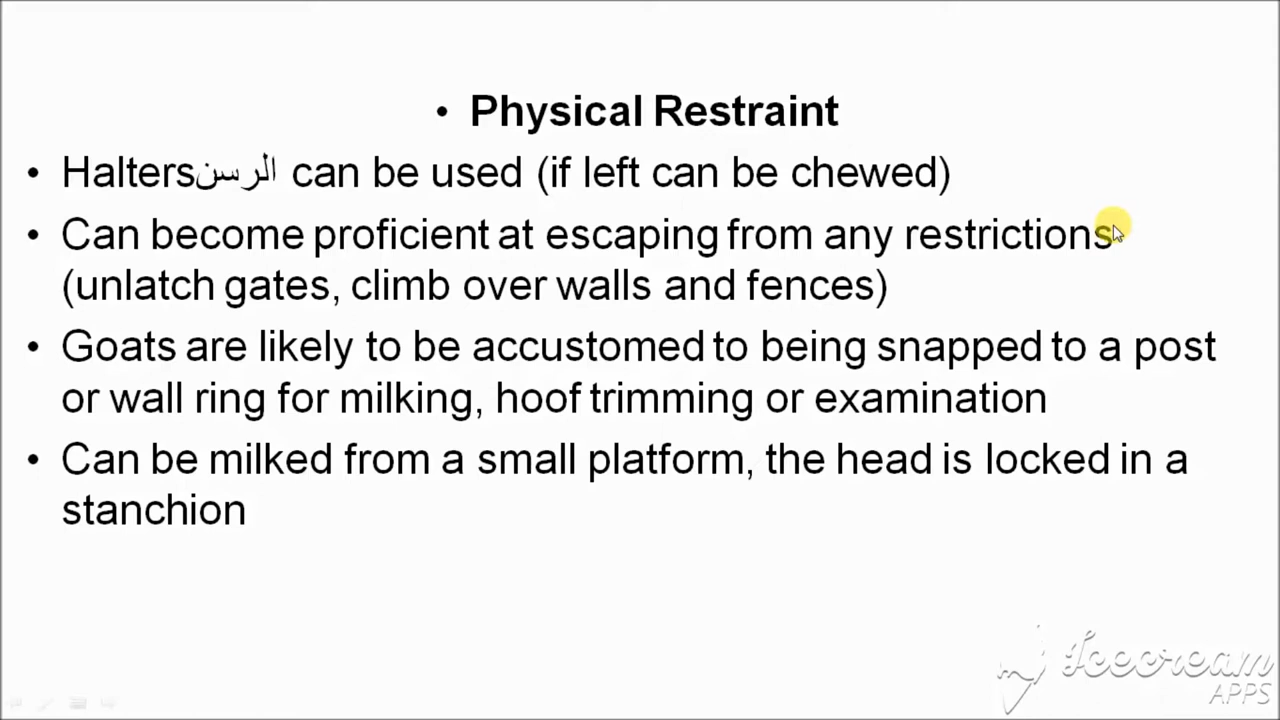 • Physical Restraint
• Haltersالرسن can be used (if left can be chewed)
• Can become proficient at escaping from any restrictions
(unlatch gates, climb over walls and fences)
• Goats are likely to be accustomed to being snapped to a post
or wall ring for milking, hoof trimming or examination
• Can be milked from a small platform, the head is locked in a
stanchion
Icecream
APPS